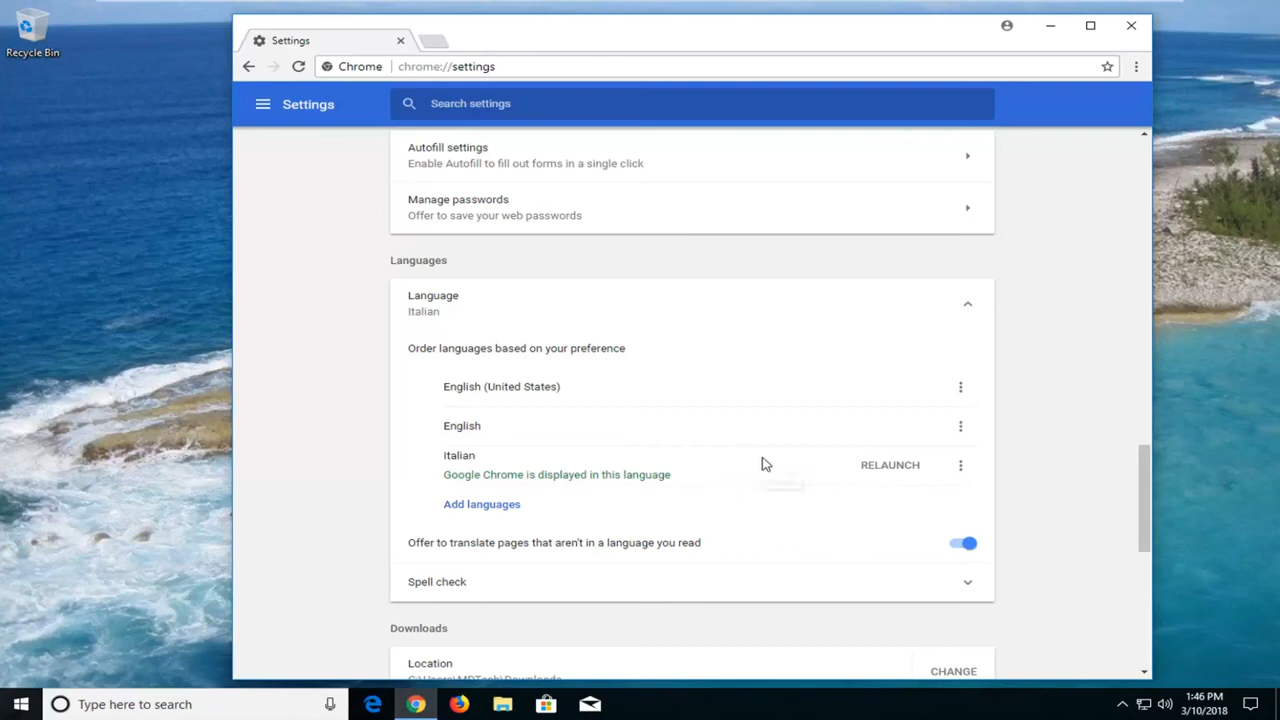 Recycle Bin
Settings
Chrome chrome://settings
Settings
Search settings
Autofill settings
Enable Autofill to fill out forms in a single click
Manage passwords
Offer to save your web passwords
Languages
Language
Italian
Order languages based on your preference
English (United States)
English
Italian
Google Chrome is displayed in this language
RELAUNCH
Add languages
Offer to translate pages that aren't in a language you read
Spell check
Downloads
Location
CHANGE
C:\Users\MDTech\Downloads
Type here to search
1:46 PM
3/10/2018